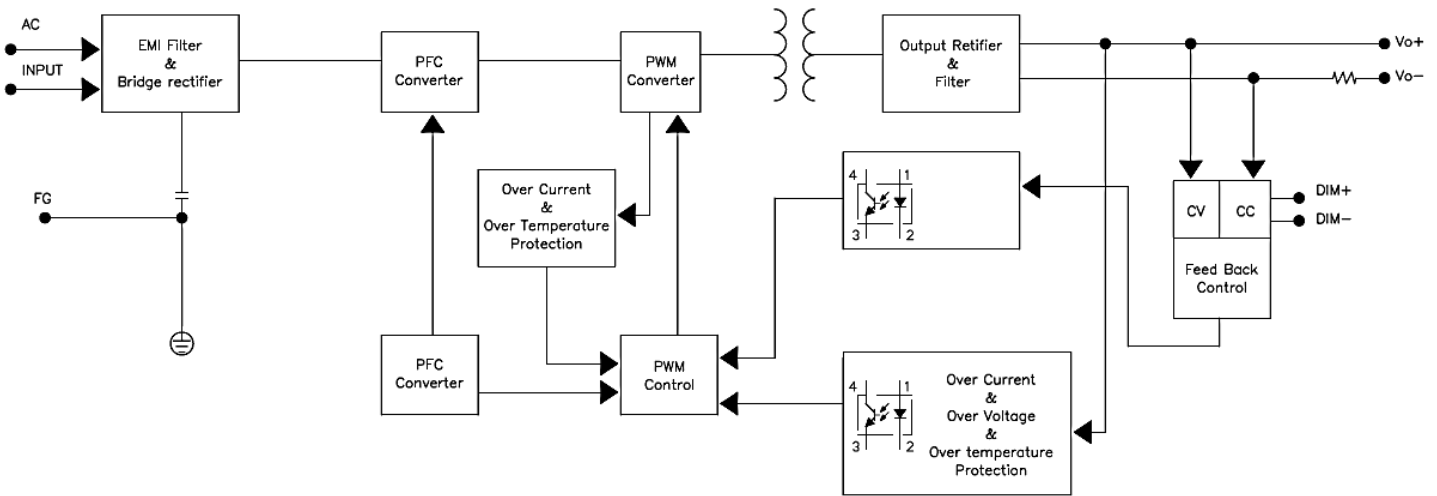 AC
INPUT
EMI Filter
&
Bridge rectifier
FG
PFC
Converter
PWM
Converter
Output Retifier
&
Filter
Vo+
Vo-
Over Current
&
Over Temperature
Protection
4 1
3 2
CV CC
DIM+
DIM-
Feed Back
Control
PFC
Converter
PWM
Control
4 1
3 2
Over Current
&
Over Voltage
&
Over temperature
Protection